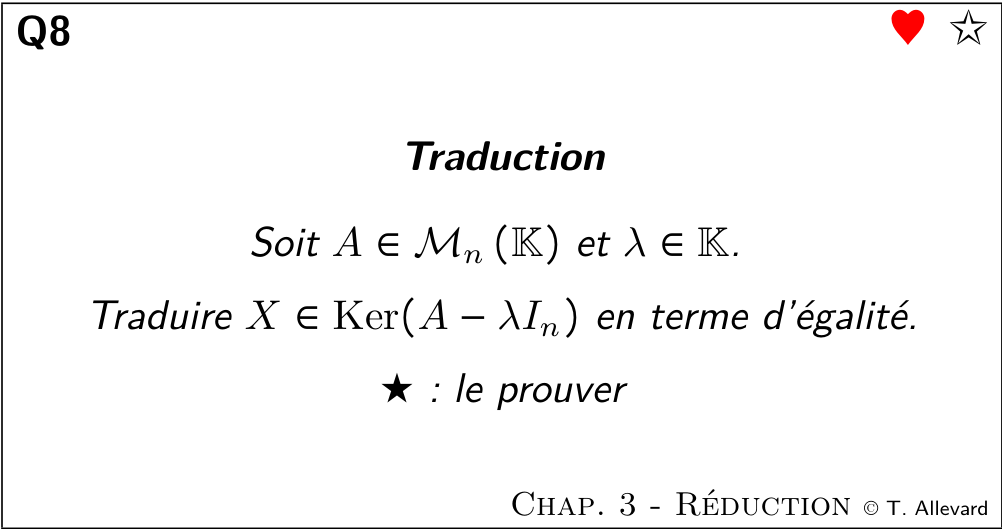 Q8 ♥ ☆
Traduction
Soit $A \in \mathcal{M}_n(\mathbb{K})$ et $\lambda \in \mathbb{K}$.
Traduire $X \in \mathrm{Ker}(A - \lambda I_n)$ en terme d'égalité.
★ : le prouver
Chap. 3 - Réduction © T. Allevard